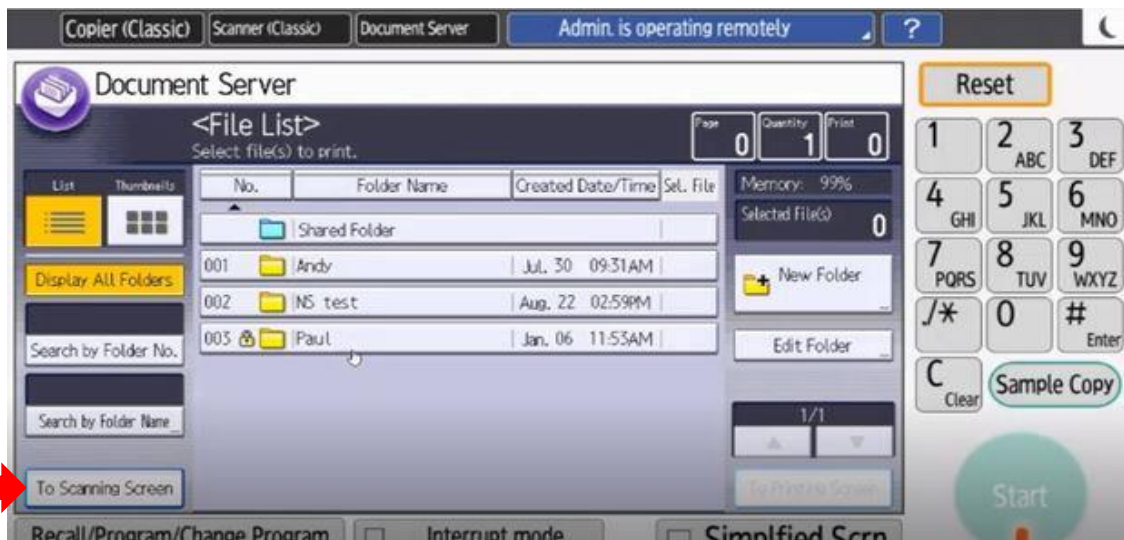 Copier (Classic) Scanner (Classic) Document Server Admin. is operating remotely ?
Document Server
Reset
<File List>
Select file(s) to print.
Page 0 Quantity 1 Print 0
List Thumbnails
No. Folder Name Created Date/Time Sel. File
Memory: 99%
Selected File(s) 0
Shared Folder
Display All Folders
001 Andy Jul. 30 09:31AM
New Folder
002 NS test Aug. 22 02:59PM
003 Paul Jan. 06 11:53AM
Search by Folder No.
Edit Folder
Search by Folder Name
1/1
To Scanning Screen
To Printing Screen
1 2 ABC 3 DEF
4 GHI 5 JKL 6 MNO
7 PQRS 8 TUV 9 WXYZ
./* 0 # Enter
C Clear Sample Copy
Start
Recall/Program/Change Program Interrupt mode Simplfied Scrn